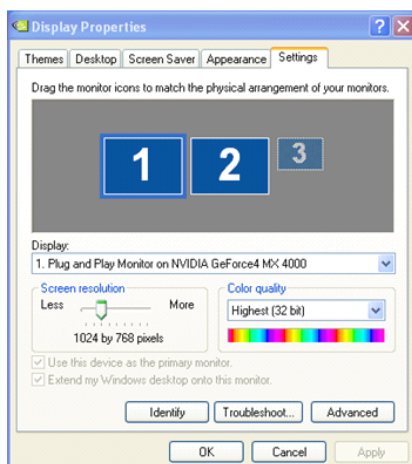 Display Properties
Themes Desktop Screen Saver Appearance Settings
Drag the monitor icons to match the physical arrangement of your monitors.
1 2 3
Display:
1. Plug and Play Monitor on NVIDIA GeForce4 MX 4000
Screen resolution Color quality
Less More Highest (32 bit)
1024 by 768 pixels
Use this device as the primary monitor.
Extend my Windows desktop onto this monitor.
Identify Troubleshoot... Advanced
OK Cancel Apply